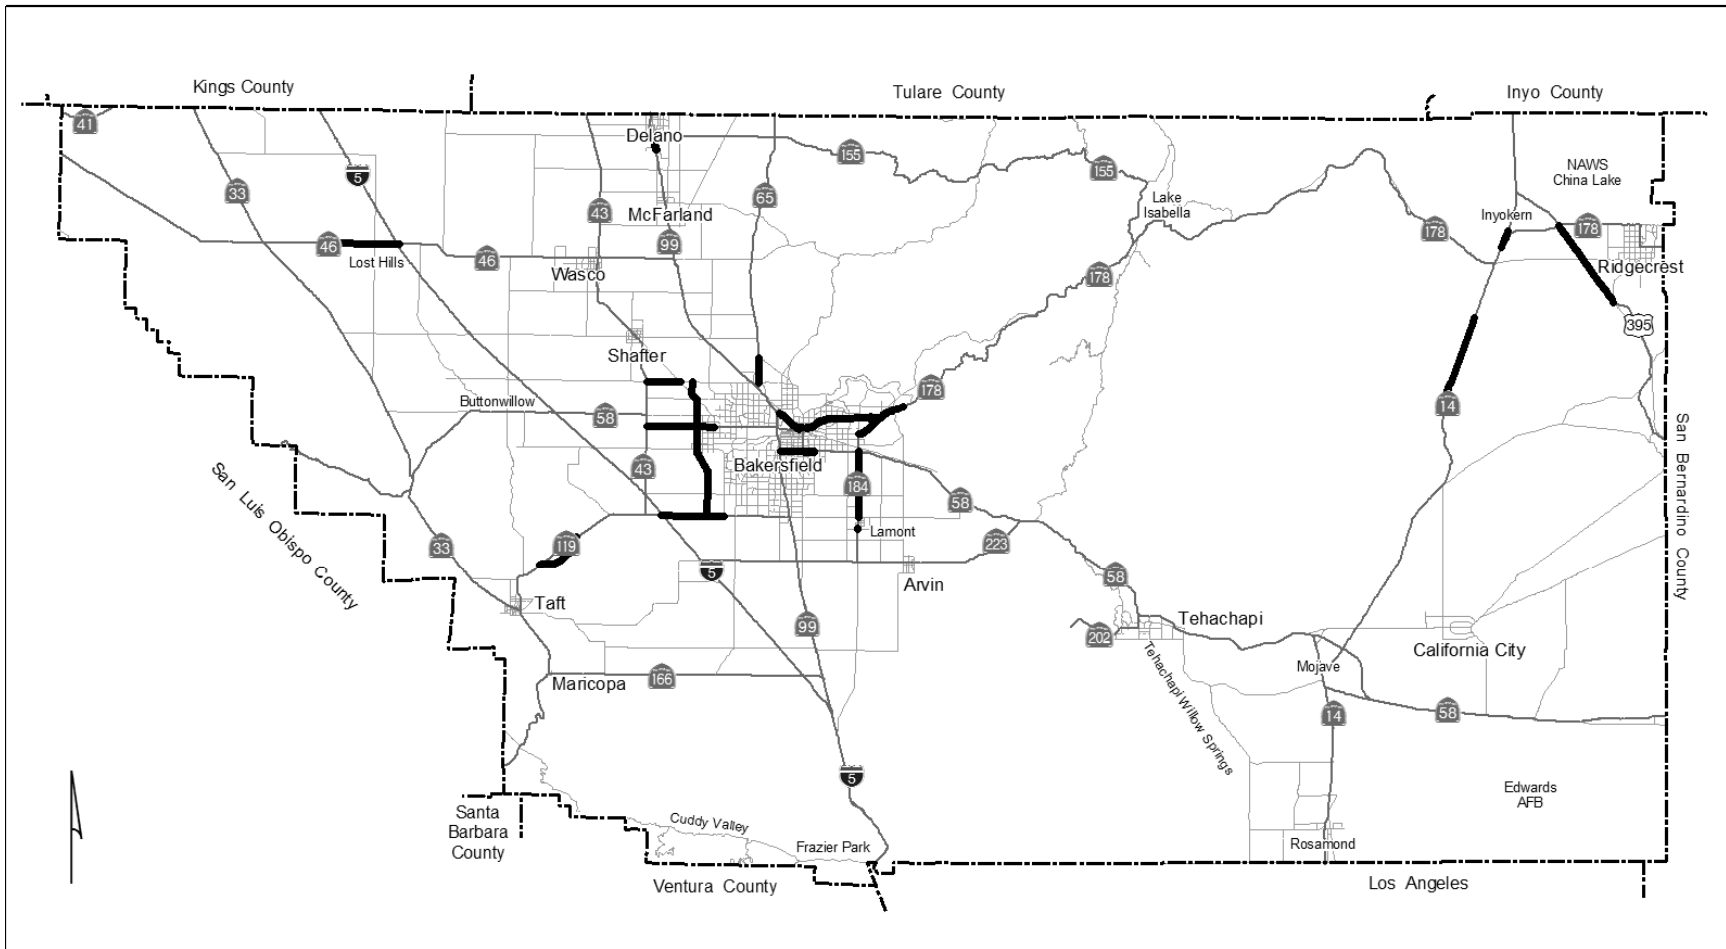 Kings County
Tulare County
Inyo County
41
Delano
155
5
33
155
NAWS
China Lake
65
Lake
Isabella
43
McFarland
Inyokern
178
178
46
99
46
Lost Hills
Wasco
178
Ridgecrest
395
Shafter
178
Buttonwillow
14
58
San Bernardino County
Bakersfield
43
184
San Luis Obispo County
58
Lamont
33
119
223
5
58
Arvin
Taft
99
Tehachapi
202
California City
Tehachapi Willow Springs
Mojave
Maricopa
166
14
58
5
Edwards
AFB
Santa
Barbara
County
Cuddy Valley
Frazier Park
Rosamond
Ventura County
Los Angeles